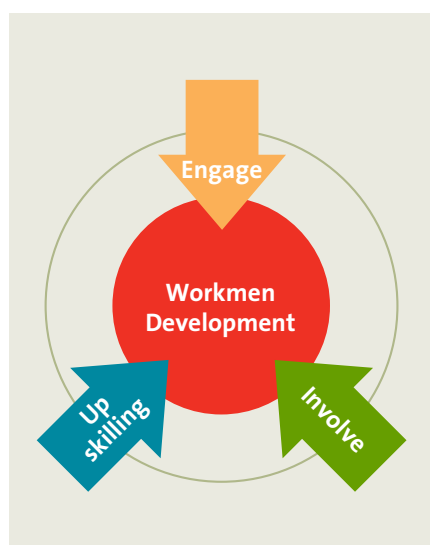 Engage
Workmen
Development
Up
skilling
Involve